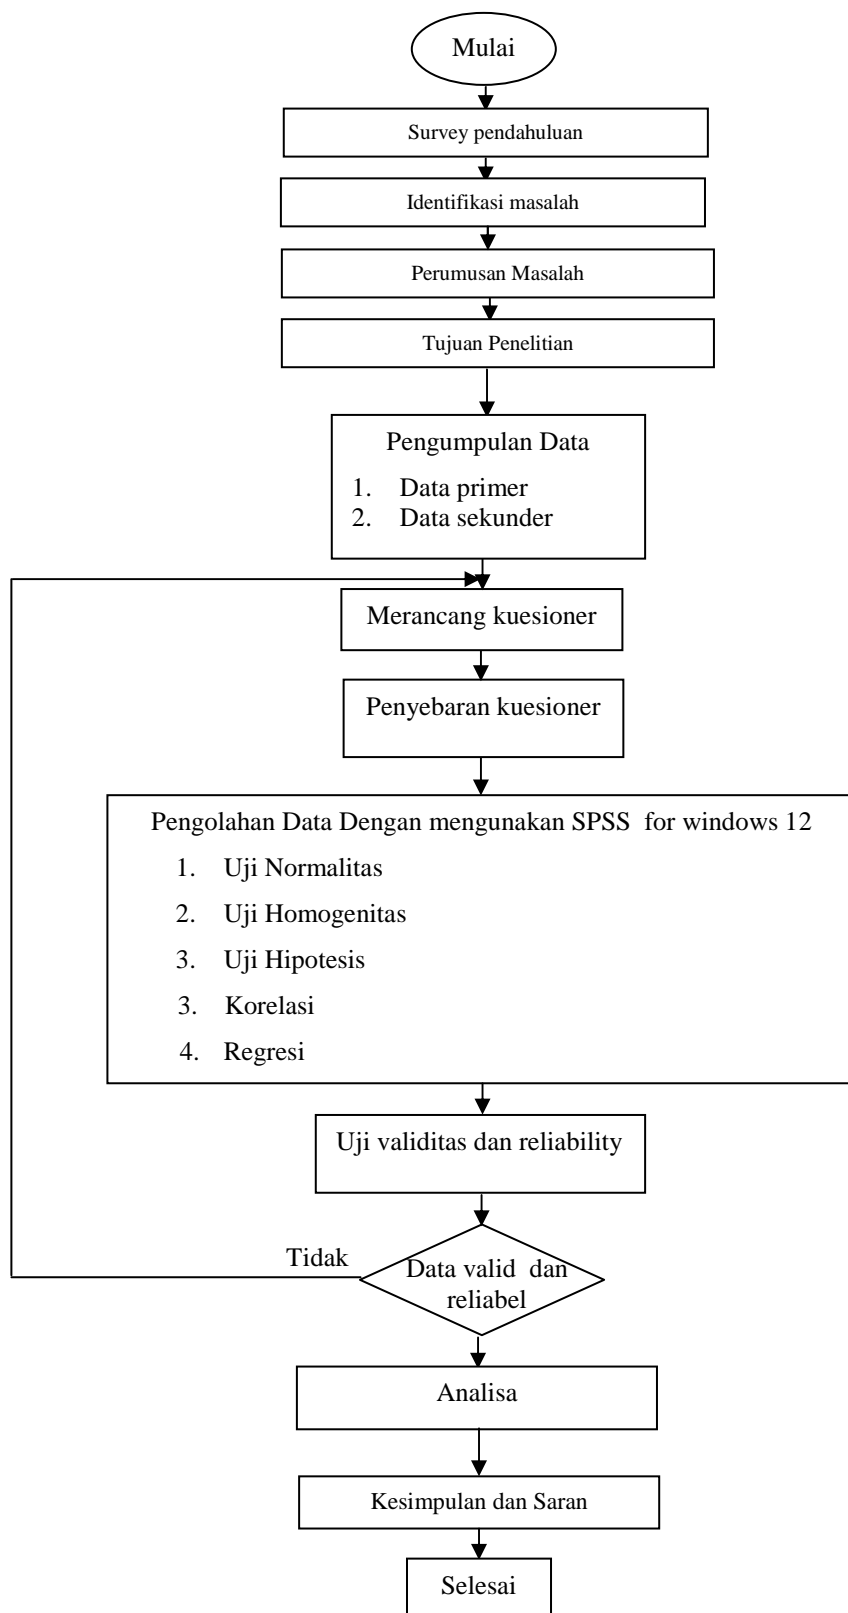 Mulai
Survey pendahuluan
Identifikasi masalah
Perumusan Masalah
Tujuan Penelitian
Pengumpulan Data
1. Data primer
2. Data sekunder
Merancang kuesioner
Penyebaran kuesioner
Pengolahan Data Dengan mengunakan SPSS for windows 12
1. Uji Normalitas
2. Uji Homogenitas
3. Uji Hipotesis
3. Korelasi
4. Regresi
Uji validitas dan reliability
Tidak
Data valid dan
reliabel
Analisa
Kesimpulan dan Saran
Selesai